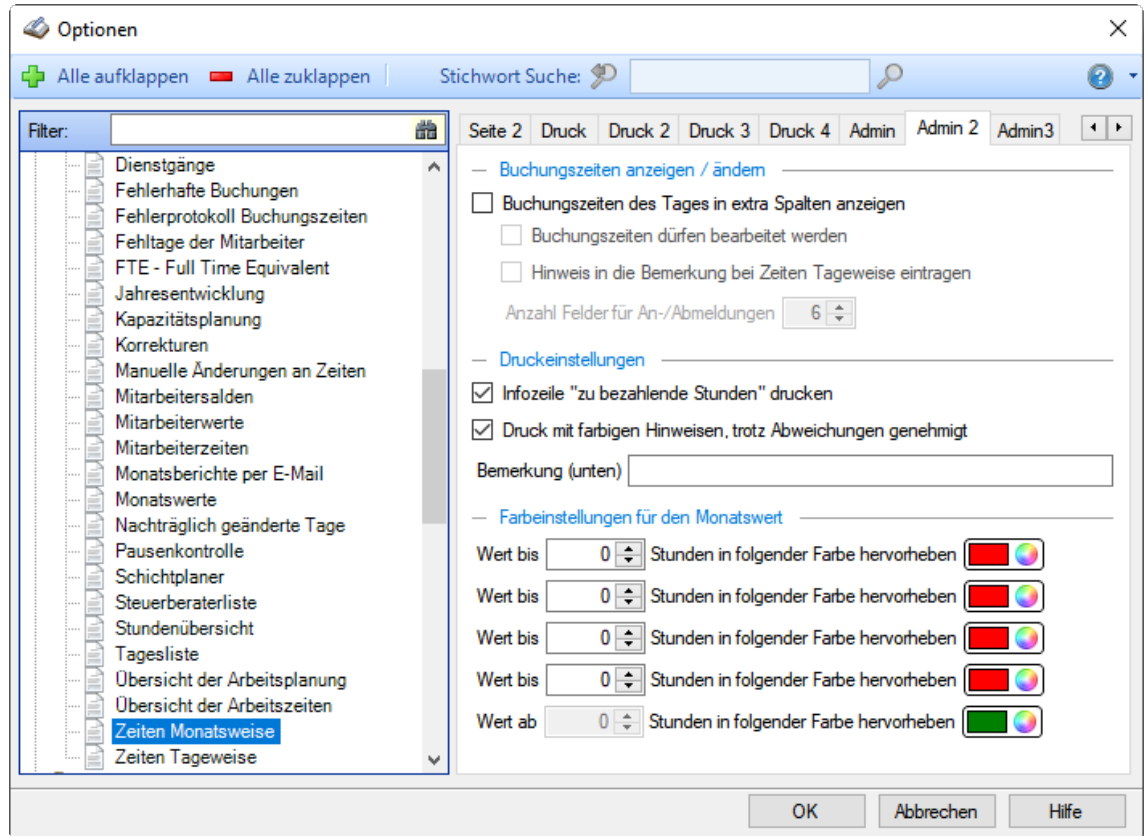 Optionen
Alle aufklappen Alle zuklappen Stichwort Suche:
Filter:
Dienstgänge
Fehlerhafte Buchungen
Fehlerprotokoll Buchungszeiten
Fehltage der Mitarbeiter
FTE - Full Time Equivalent
Jahresentwicklung
Kapazitätsplanung
Korrekturen
Manuelle Änderungen an Zeiten
Mitarbeitersalden
Mitarbeiterwerte
Mitarbeiterzeiten
Monatsberichte per E-Mail
Monatswerte
Nachträglich geänderte Tage
Pausenkontrolle
Schichtplaner
Steuerberaterliste
Stundenübersicht
Tagesliste
Übersicht der Arbeitsplanung
Übersicht der Arbeitszeiten
Zeiten Monatsweise
Zeiten Tageweise
Seite 2 Druck Druck 2 Druck 3 Druck 4 Admin Admin 2 Admin3
Buchungszeiten anzeigen / ändern
Buchungszeiten des Tages in extra Spalten anzeigen
Buchungszeiten dürfen bearbeitet werden
Hinweis in die Bemerkung bei Zeiten Tageweise eintragen
Anzahl Felder für An-/Abmeldungen 6
Druckeinstellungen
Infozeile "zu bezahlende Stunden" drucken
Druck mit farbigen Hinweisen, trotz Abweichungen genehmigt
Bemerkung (unten)
Farbeinstellungen für den Monatswert
Wert bis 0 Stunden in folgender Farbe hervorheben
Wert bis 0 Stunden in folgender Farbe hervorheben
Wert bis 0 Stunden in folgender Farbe hervorheben
Wert bis 0 Stunden in folgender Farbe hervorheben
Wert ab 0 Stunden in folgender Farbe hervorheben
OK Abbrechen Hilfe